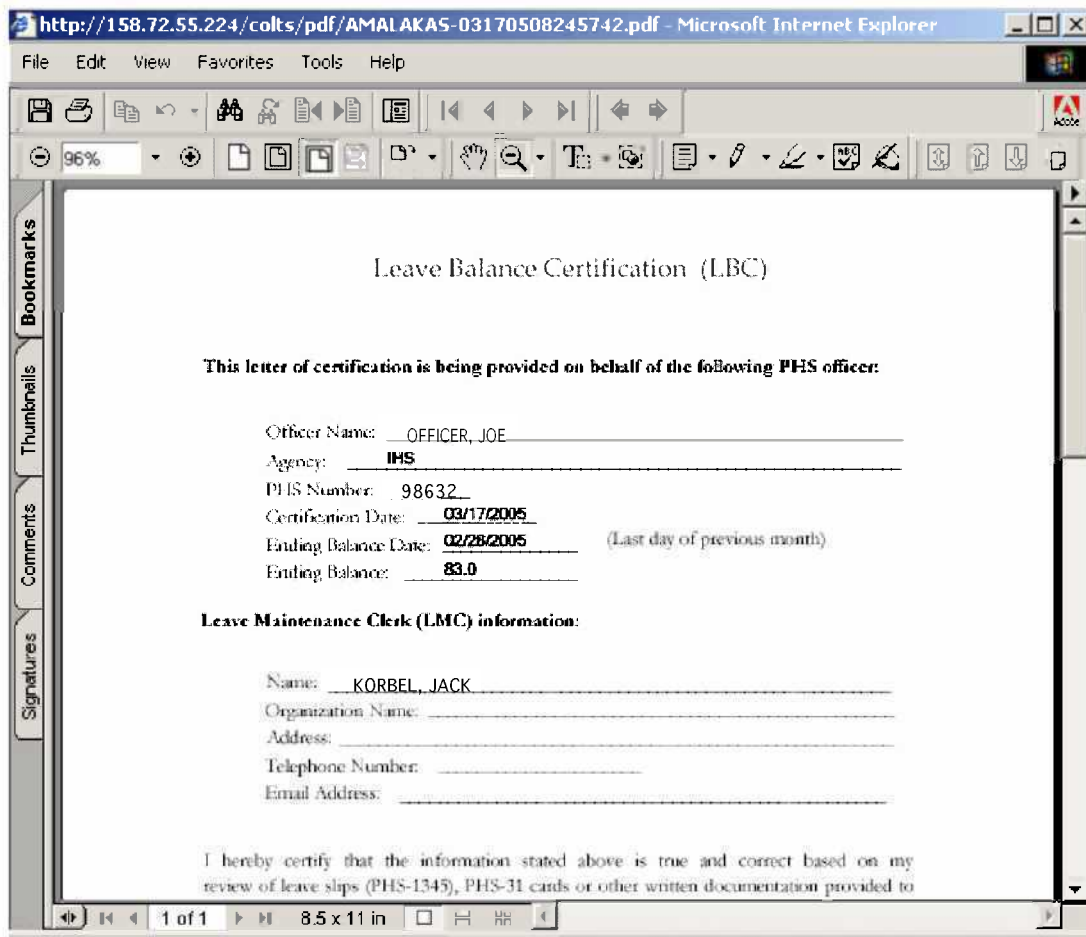 http://158.72.55.224/colts/pdf/AMALAKAS-03170508245742.pdf - Microsoft Internet Explorer
File Edit View Favorites Tools Help
Adobe
96%
Bookmarks
Thumbnails
Comments
Signatures
Leave Balance Certification (LBC)
This letter of certification is being provided on behalf of the following PHS officer:
Officer Name: OFFICER, JOE
Agency: IHS
PHS Number: 98632
Certification Date: 03/17/2005
Ending Balance Date: 02/28/2005 (Last day of previous month)
Ending Balance: 83.0
Leave Maintenance Clerk (LMC) information:
Name: KORBEL, JACK
Organization Name:
Address:
Telephone Number:
Email Address:
I hereby certify that the information stated above is true and correct based on my
review of leave slips (PHS-1345), PHS-31 cards or other written documentation provided to
1 of 1 8.5 x 11 in